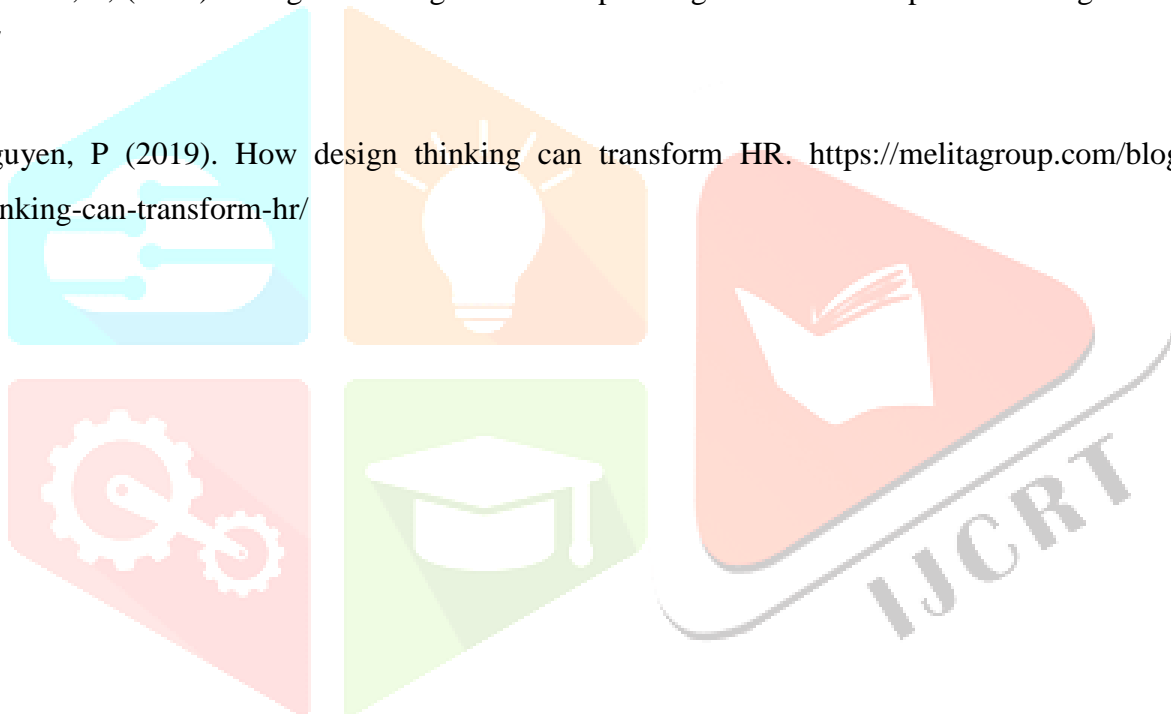 guyen, P (2019). How design thinking can transform HR. https://melitagroup.com/blog
nking-can-transform-hr/
IJCRT